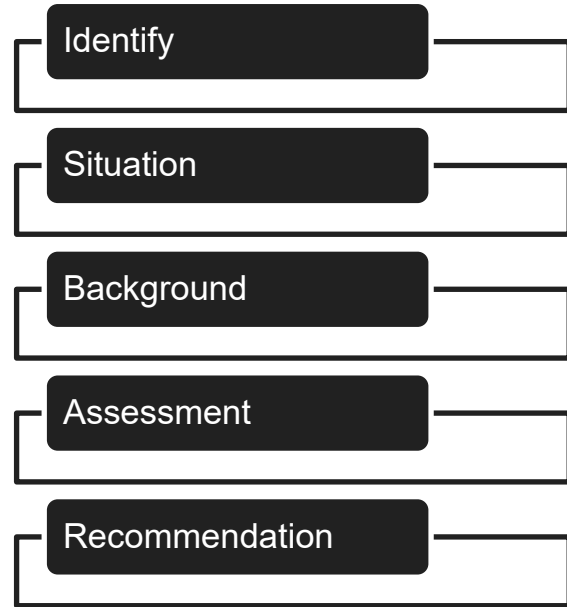 Identify
Situation
Background
Assessment
Recommendation